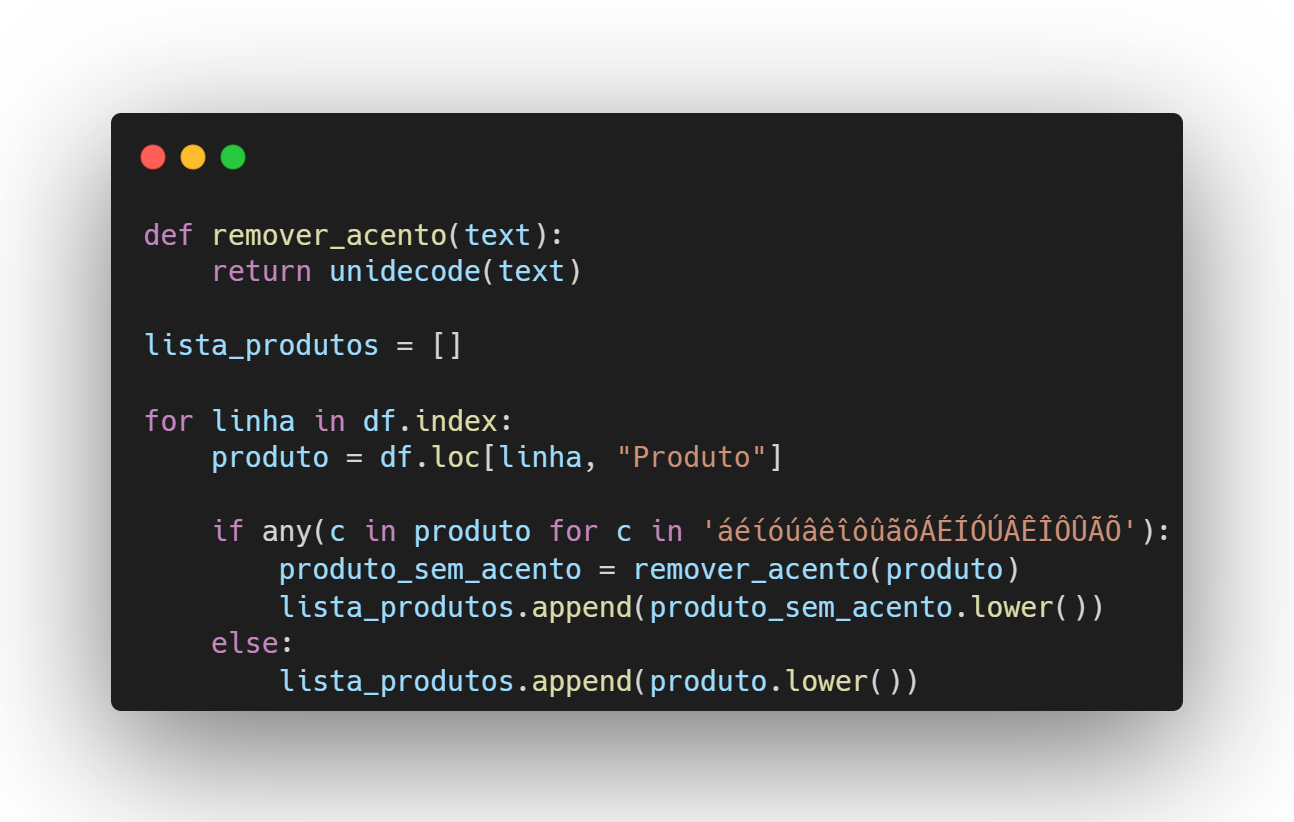 def remover_acento(text):
    return unidecode(text)

lista_produtos = []

for linha in df.index:
    produto = df.loc[linha, "Produto"]

    if any(c in produto for c in 'áéíóúâêîôûãõÁÉÍÓÚÂÊÎÔÛÃÕ'):
        produto_sem_acento = remover_acento(produto)
        lista_produtos.append(produto_sem_acento.lower())
    else:
        lista_produtos.append(produto.lower())